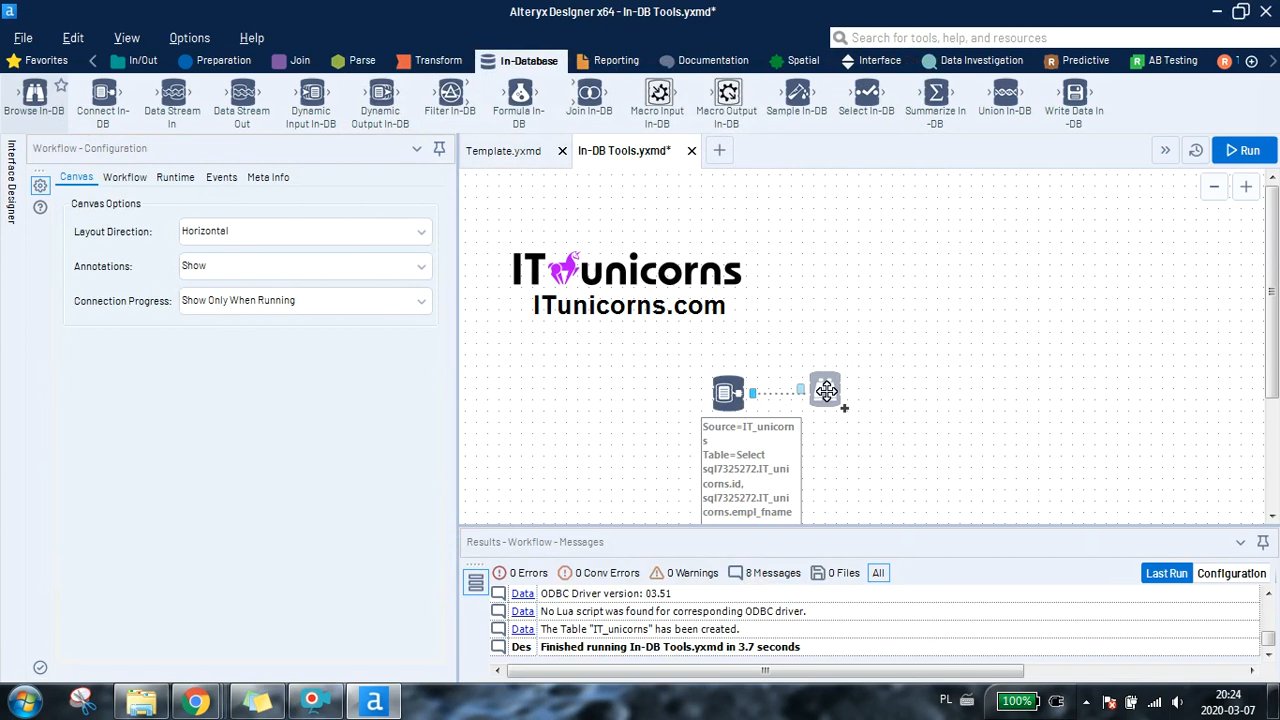 Alteryx Designer x64 - In-DB Tools.yxmd*
File Edit View Options Help
Search for tools, help, and resources
Favorites In/Out Preparation Join Parse Transform In-Database Reporting Documentation Spatial Interface Data Investigation Predictive AB Testing
Browse In-DB
Connect In-DB
Data Stream In
Data Stream Out
Dynamic Input In-DB
Dynamic Output In-DB
Filter In-DB
Formula In-DB
Join In-DB
Macro Input In-DB
Macro Output In-DB
Sample In-DB
Select In-DB
Summarize In-DB
Union In-DB
Write Data In-DB
Interface Designer
Workflow - Configuration
Canvas Workflow Runtime Events Meta Info
Canvas Options
Layout Direction: Horizontal
Annotations: Show
Connection Progress: Show Only When Running
Template.yxmd
In-DB Tools.yxmd*
Run
IT unicorns
ITunicorns.com
Source=IT_unicorn
s
Table=Select
sql7325272.IT_uni
corns.id,
sql7325272.IT_uni
corns.empl_fname
Results - Workflow - Messages
0 Errors 0 Conv Errors 0 Warnings 8 Messages 0 Files All Last Run Configuration
Data ODBC Driver version: 03.51
Data No Lua script was found for corresponding ODBC driver.
Data The Table "IT_unicorns" has been created.
Des Finished running In-DB Tools.yxmd in 3.7 seconds
PL 100% 20:24
2020-03-07